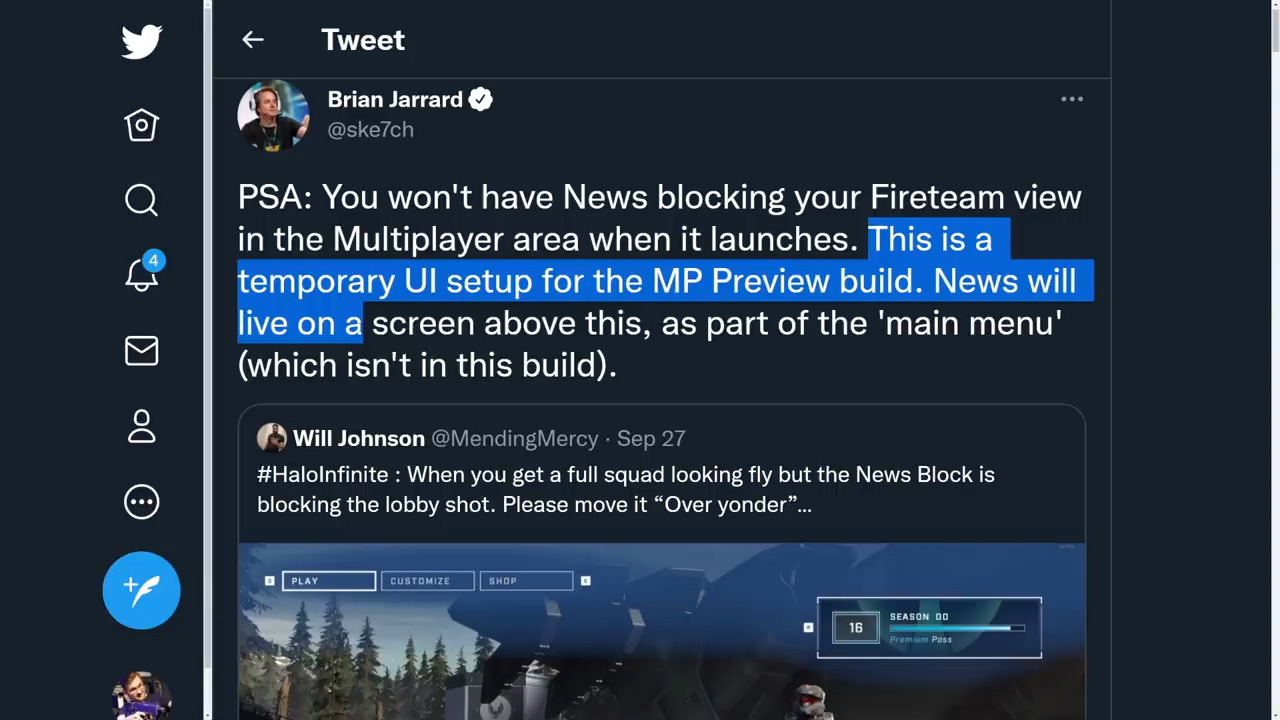 Tweet
Brian Jarrard
@ske7ch
PSA: You won't have News blocking your Fireteam view
in the Multiplayer area when it launches. This is a
temporary UI setup for the MP Preview build. News will
live on a screen above this, as part of the 'main menu'
(which isn't in this build).
4
Will Johnson @MendingMercy · Sep 27
#HaloInfinite : When you get a full squad looking fly but the News Block is
blocking the lobby shot. Please move it “Over yonder”...
PLAY CUSTOMIZE SHOP
16 SEASON 00
Premium Pass